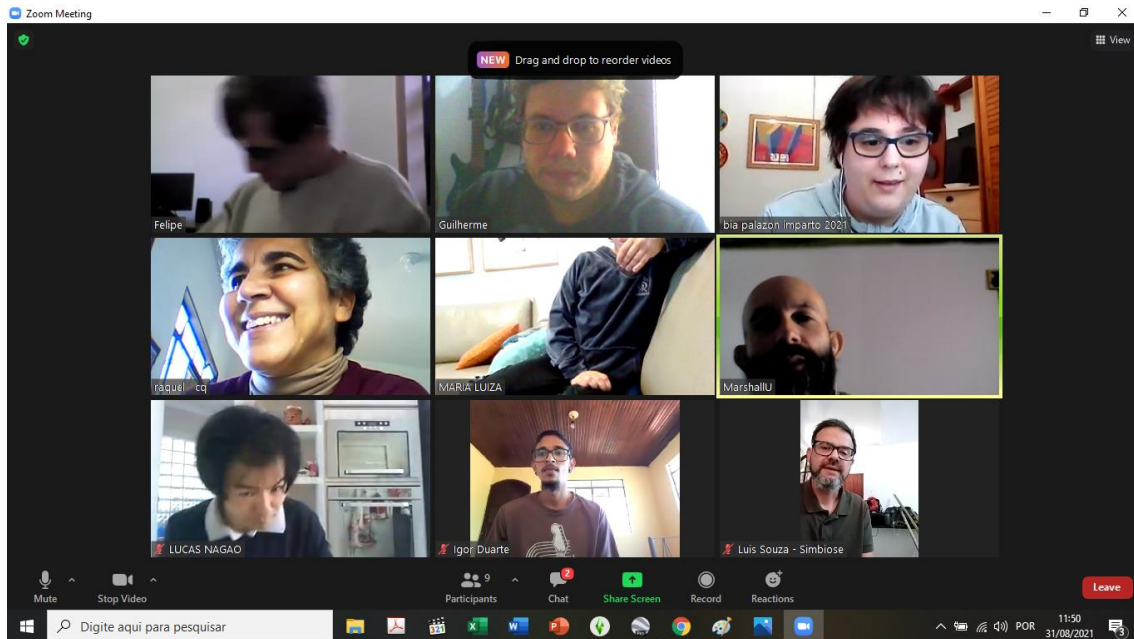 Zoom Meeting
View
NEW Drag and drop to reorder videos
Felipe
Guilherme
bia palazon imparto 2021
raquel cq
MARIA LUIZA
MarshallU
LUCAS NAGAO
Igor Duarte
Luis Souza - Simbiose
9
2
Mute
Stop Video
Participants
Chat
Share Screen
Record
Reactions
Leave
Digite aqui para pesquisar
321
POR
11:50
31/08/2021
3